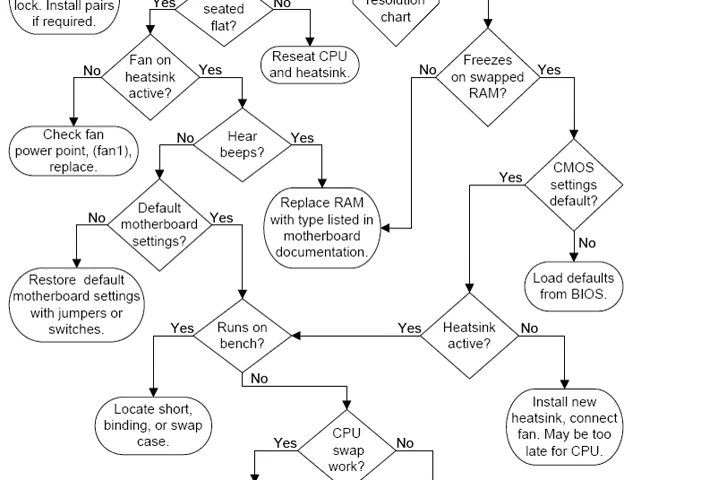 lock. Install pairs
if required.
Yes
seated
flat?
No
resolution
chart
Reseat CPU
and heatsink.
Fan on
heatsink
active?
No
Yes
Freezes
on swapped
RAM?
No
Yes
Check fan
power point, (fan1),
replace.
Hear
beeps?
No
Yes
CMOS
settings
default?
Yes
No
Replace RAM
with type listed in
motherboard
documentation.
Default
motherboard
settings?
No
Yes
Load defaults
from BIOS.
Restore default
motherboard settings
with jumpers or
switches.
Yes
Runs on
bench?
No
Yes
Heatsink
active?
No
Locate short,
binding, or swap
case.
Install new
heatsink, connect
fan. May be too
late for CPU.
Yes
CPU
swap
work?
No